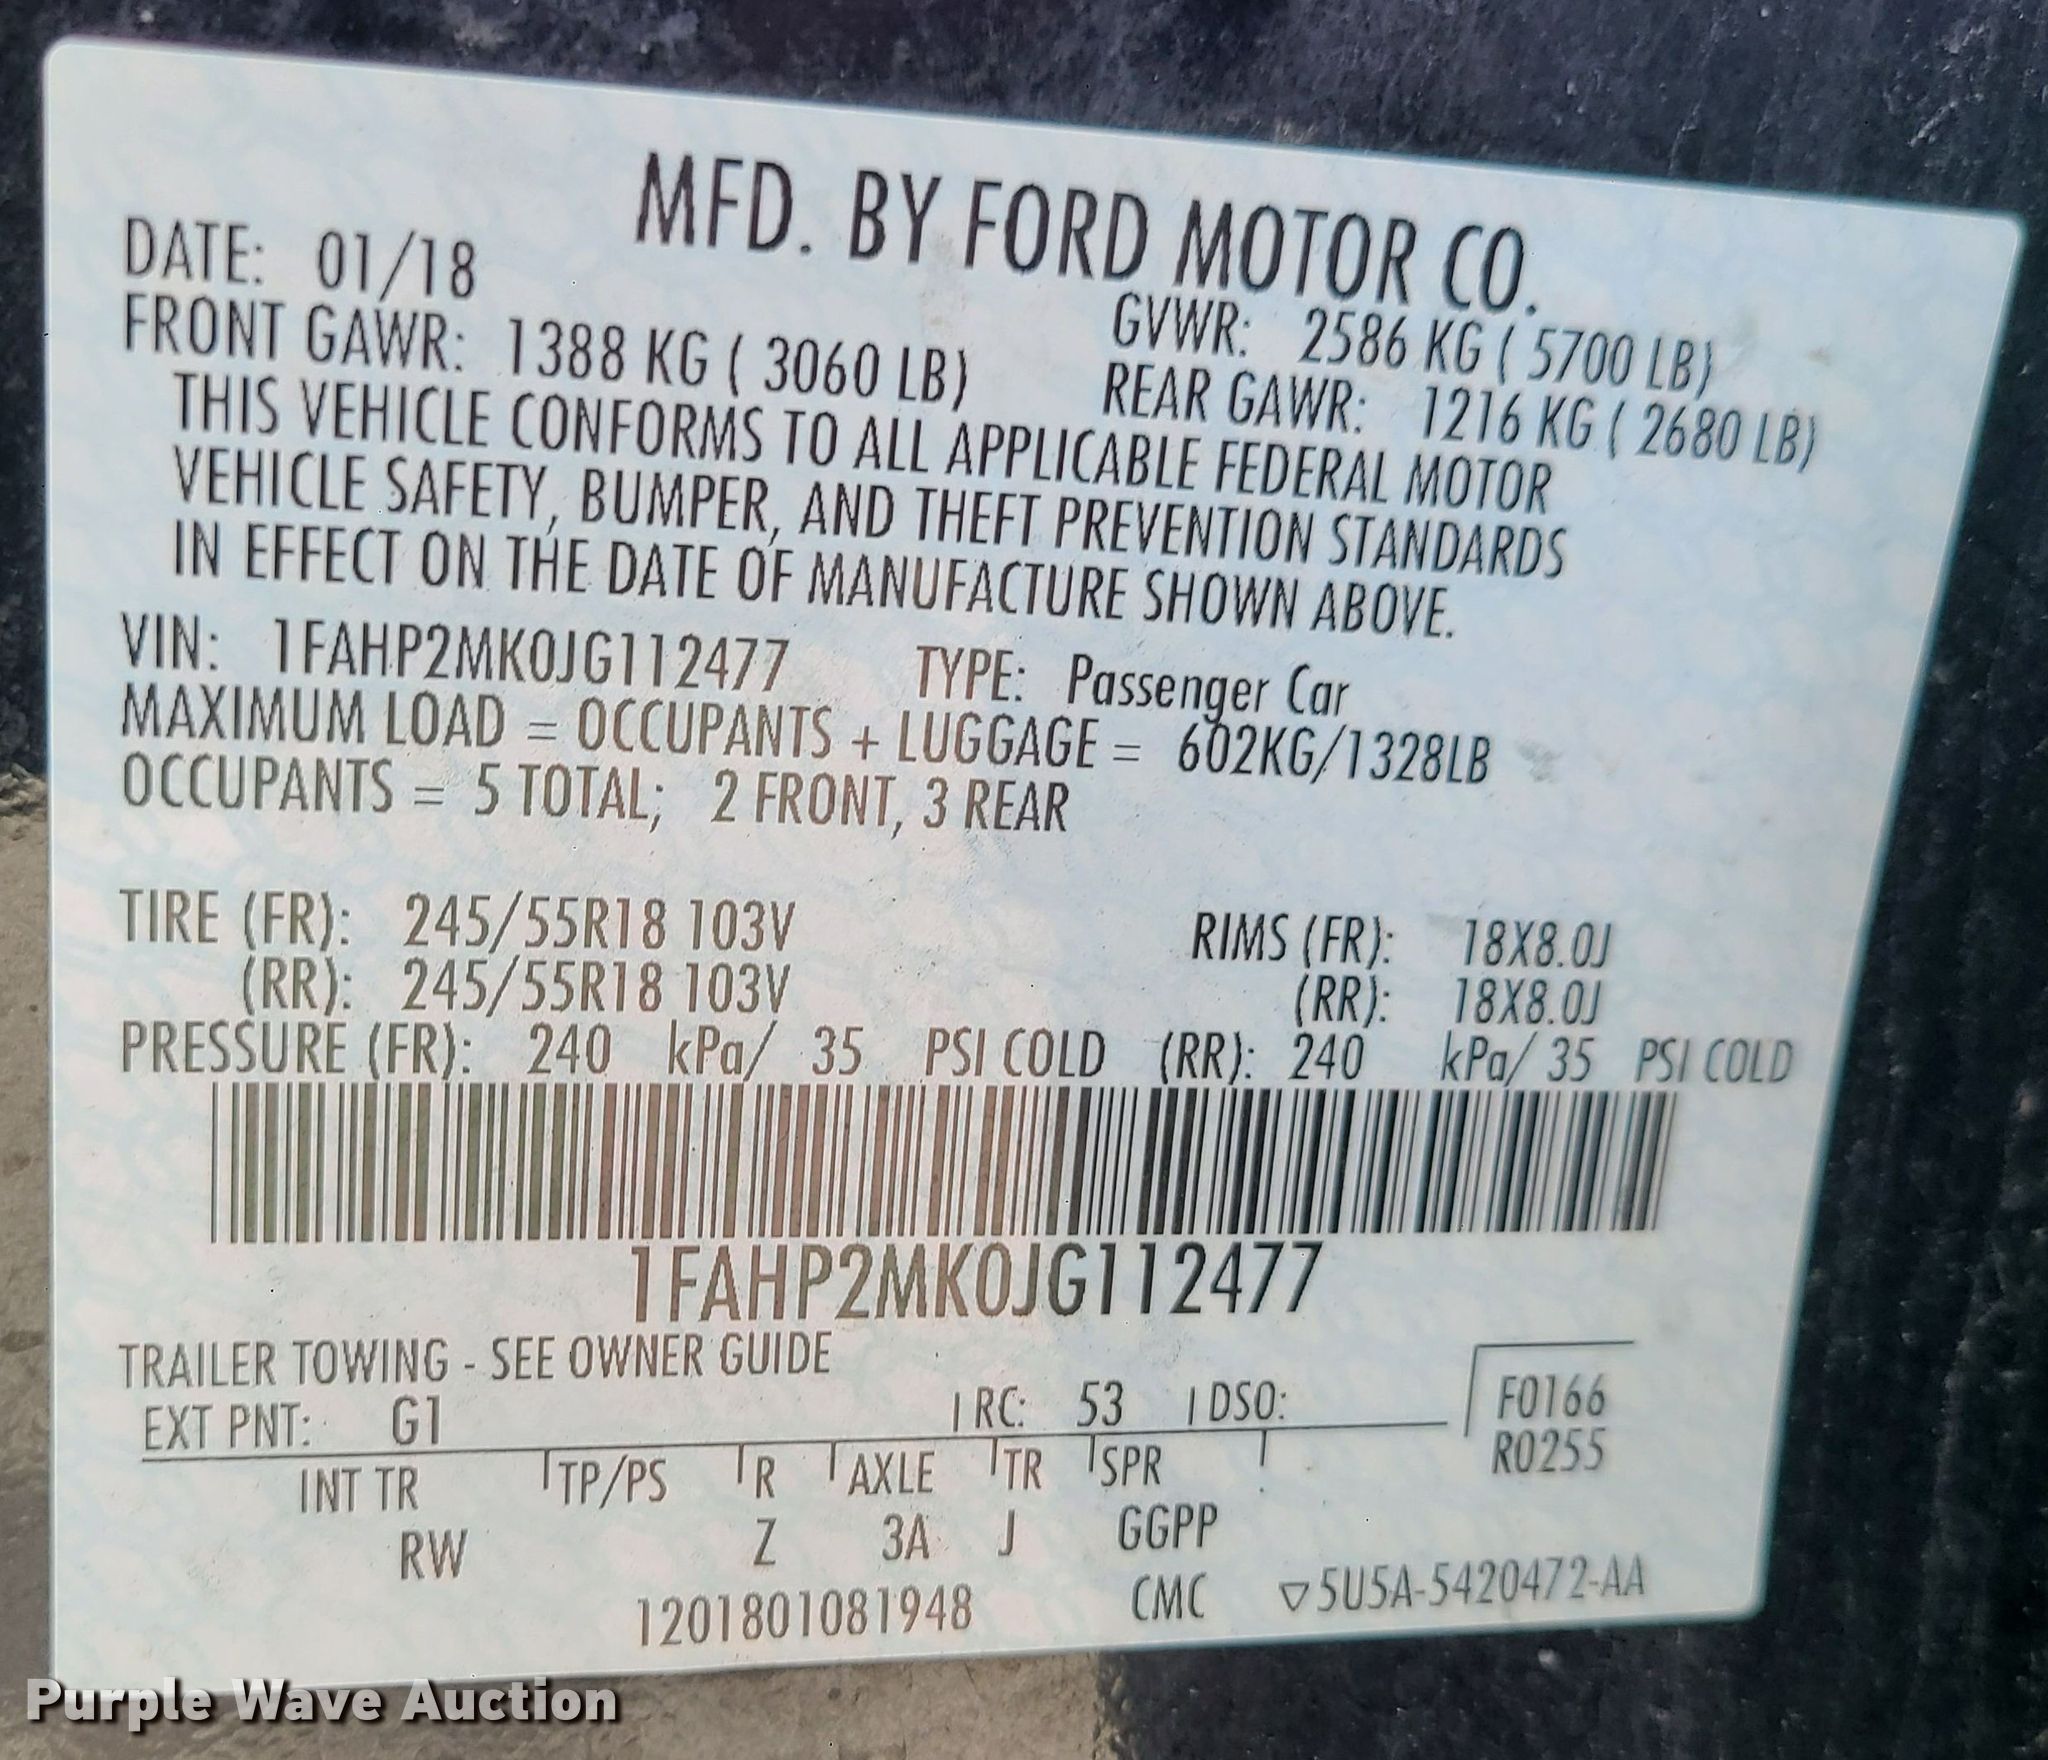 MFD. BY FORD MOTOR CO.
DATE: 01/18
GVWR: 2586 KG ( 5700 LB)
FRONT GAWR: 1388 KG ( 3060 LB)
REAR GAWR: 1216 KG ( 2680 LB)
THIS VEHICLE CONFORMS TO ALL APPLICABLE FEDERAL MOTOR
VEHICLE SAFETY, BUMPER, AND THEFT PREVENTION STANDARDS
IN EFFECT ON THE DATE OF MANUFACTURE SHOWN ABOVE.
VIN: 1FAHP2MK0JG112477 TYPE: Passenger Car
MAXIMUM LOAD = OCCUPANTS + LUGGAGE = 602KG/1328LB
OCCUPANTS = 5 TOTAL; 2 FRONT, 3 REAR
TIRE (FR): 245/55R18 103V RIMS (FR): 18X8.0J
(RR): 245/55R18 103V (RR): 18X8.0J
PRESSURE (FR): 240 kPa/ 35 PSI COLD (RR): 240 kPa/ 35 PSI COLD
1FAHP2MK0JG112477
TRAILER TOWING - SEE OWNER GUIDE
EXT PNT: G1 RC: 53 DSO:
F0166
R0255
INT TR TP/PS R AXLE TR SPR
RW Z 3A J GGPP
1201801081948 CMC ▽5U5A-5420472-AA
Purple Wave Auction